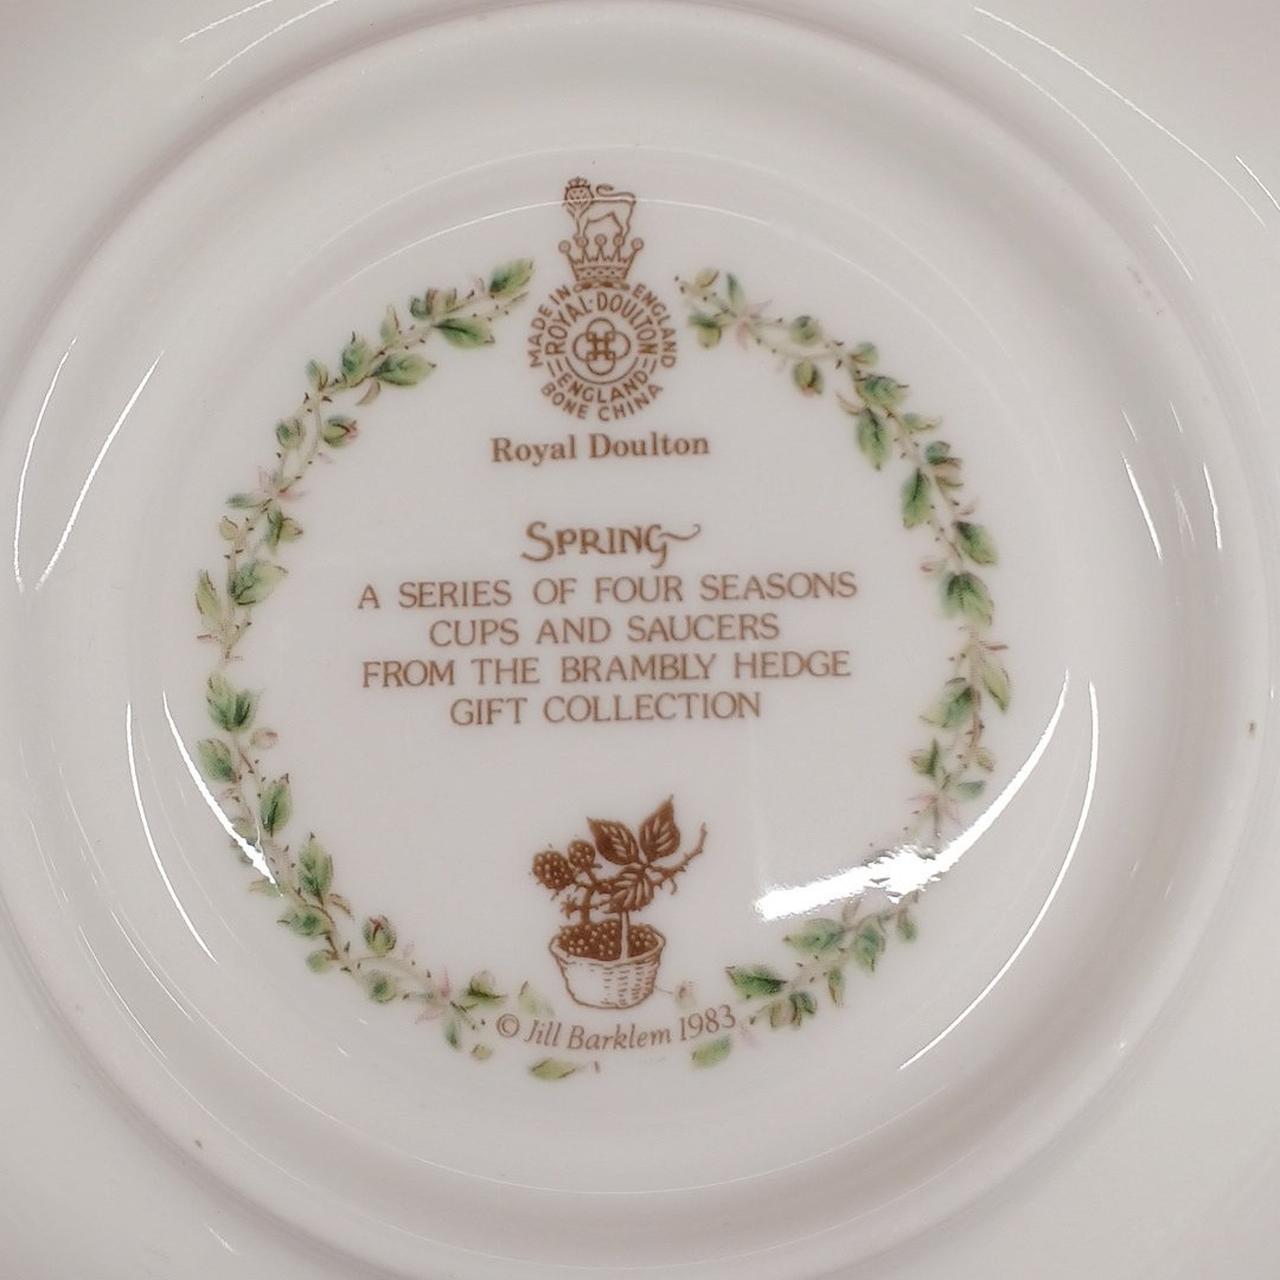 MADE IN ENGLAND
ROYAL·DOULTON
ENGLAND
BONE CHINA
Royal Doulton
SPRING
A SERIES OF FOUR SEASONS
CUPS AND SAUCERS
FROM THE BRAMBLY HEDGE
GIFT COLLECTION
© Jill Barklem 1983